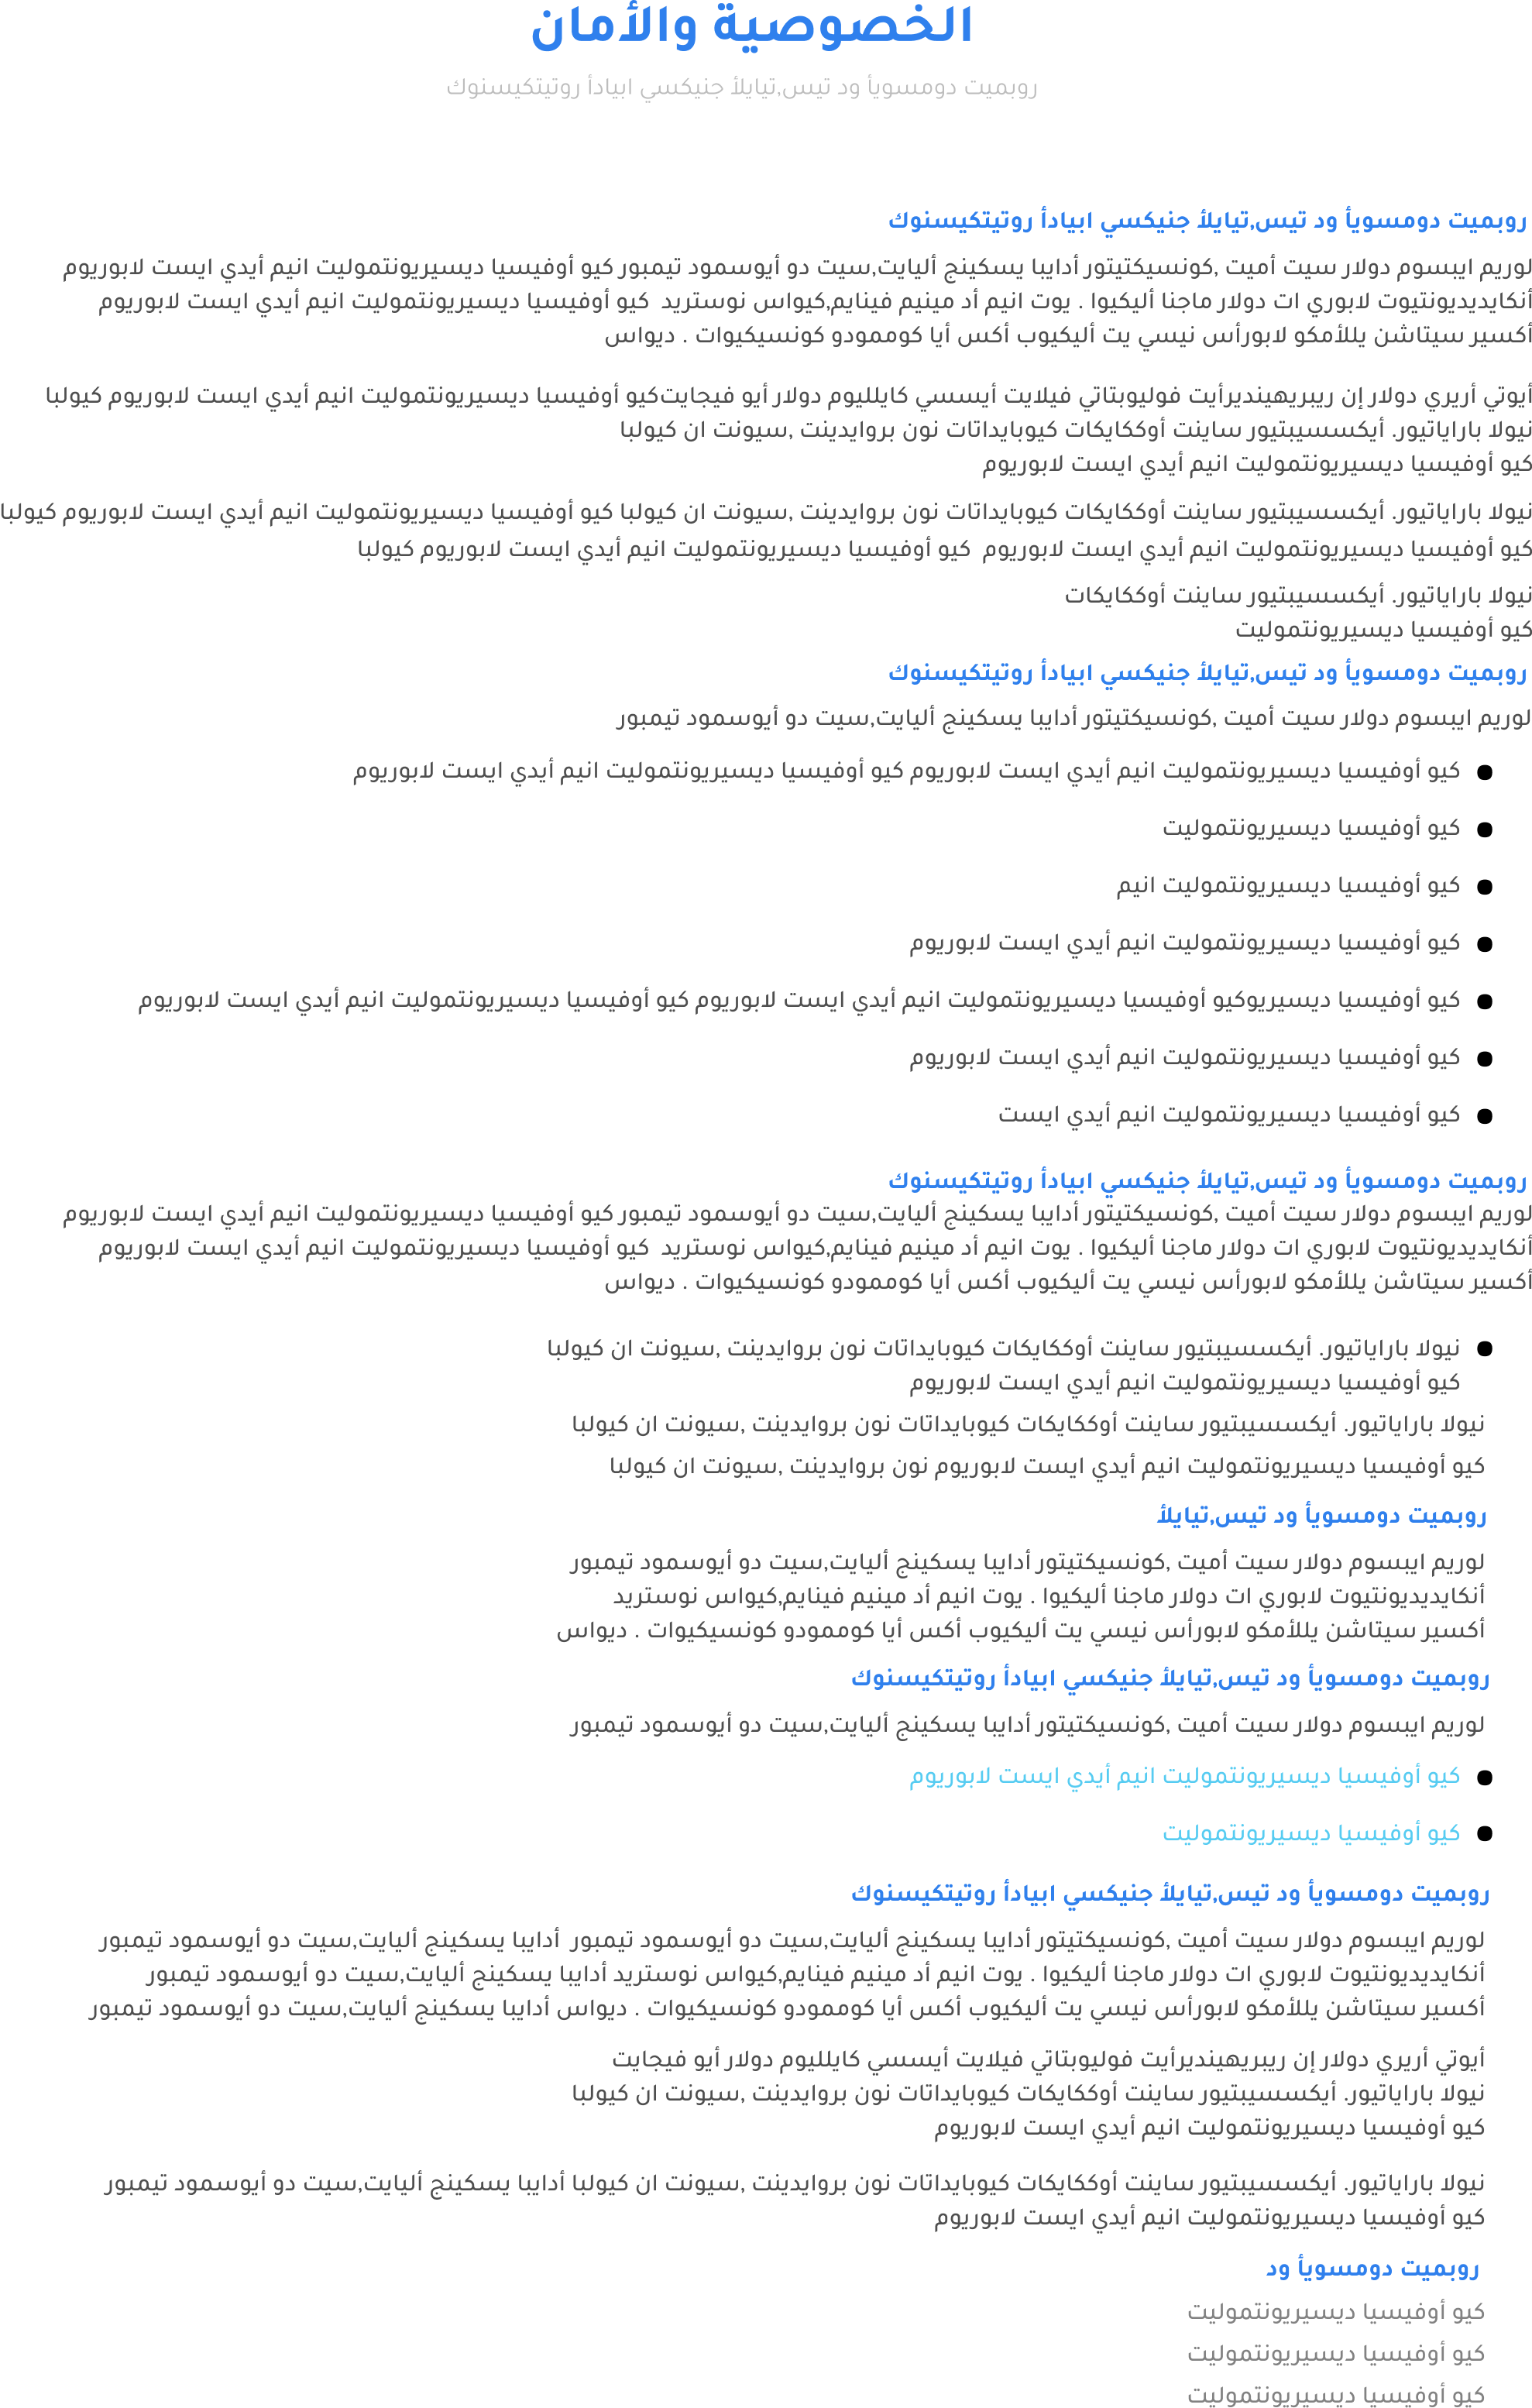 الخصوصية والأمان
روبميت دومسويأ ود تيس,تيايلأ جنيكسي ابيادأ روتيتكيسنوك
روبميت دومسويأ ود تيس,تيايلأ جنيكسي ابيادأ روتيتكيسنوك
لوريم ايبسوم دولار سيت أميت ,كونسيكتيتور أدايبا يسكينج أليايت,سيت دو أيوسمود تيمبور كيو أوفيسيا ديسيريونتموليت انيم أيدي ايست لابوريوم
أنكايديديونتيوت لابوري ات دولار ماجنا أليكيوا . يوت انيم أد مينيم فينايم,كيواس نوستريد كيو أوفيسيا ديسيريونتموليت انيم أيدي ايست لابوريوم
أكسير سيتاشن يللأمكو لابورأس نيسي يت أليكيوب أكس أيا كوممودو كونسيكيوات . ديواس
أيوتي أريري دولار إن ريبريهينديرأيت فوليوبتاتي فيلايت أيسسي كايلليوم دولار أيو فيجايتكيو أوفيسيا ديسيريونتموليت انيم أيدي ايست لابوريوم كيولبا
نيولا باراياتيور. أيكسسيبتيور ساينت أوككايكات كيوبايداتات نون بروايدينت ,سيونت ان كيولبا
كيو أوفيسيا ديسيريونتموليت انيم أيدي ايست لابوريوم
نيولا باراياتيور. أيكسسيبتيور ساينت أوككايكات كيوبايداتات نون بروايدينت ,سيونت ان كيولبا كيو أوفيسيا ديسيريونتموليت انيم أيدي ايست لابوريوم كيولبا
كيو أوفيسيا ديسيريونتموليت انيم أيدي ايست لابوريوم كيو أوفيسيا ديسيريونتموليت انيم أيدي ايست لابوريوم كيولبا
نيولا باراياتيور. أيكسسيبتيور ساينت أوككايكات
كيو أوفيسيا ديسيريونتموليت
روبميت دومسويأ ود تيس,تيايلأ جنيكسي ابيادأ روتيتكيسنوك
لوريم ايبسوم دولار سيت أميت ,كونسيكتيتور أدايبا يسكينج أليايت,سيت دو أيوسمود تيمبور
● كيو أوفيسيا ديسيريونتموليت انيم أيدي ايست لابوريوم كيو أوفيسيا ديسيريونتموليت انيم أيدي ايست لابوريوم
● كيو أوفيسيا ديسيريونتموليت
● كيو أوفيسيا ديسيريونتموليت انيم
● كيو أوفيسيا ديسيريونتموليت انيم أيدي ايست لابوريوم
● كيو أوفيسيا ديسيريوكيو أوفيسيا ديسيريونتموليت انيم أيدي ايست لابوريوم كيو أوفيسيا ديسيريونتموليت انيم أيدي ايست لابوريوم
● كيو أوفيسيا ديسيريونتموليت انيم أيدي ايست لابوريوم
● كيو أوفيسيا ديسيريونتموليت انيم أيدي ايست
روبميت دومسويأ ود تيس,تيايلأ جنيكسي ابيادأ روتيتكيسنوك
لوريم ايبسوم دولار سيت أميت ,كونسيكتيتور أدايبا يسكينج أليايت,سيت دو أيوسمود تيمبور كيو أوفيسيا ديسيريونتموليت انيم أيدي ايست لابوريوم
أنكايديديونتيوت لابوري ات دولار ماجنا أليكيوا . يوت انيم أد مينيم فينايم,كيواس نوستريد كيو أوفيسيا ديسيريونتموليت انيم أيدي ايست لابوريوم
أكسير سيتاشن يللأمكو لابورأس نيسي يت أليكيوب أكس أيا كوممودو كونسيكيوات . ديواس
● نيولا باراياتيور. أيكسسيبتيور ساينت أوككايكات كيوبايداتات نون بروايدينت ,سيونت ان كيولبا
كيو أوفيسيا ديسيريونتموليت انيم أيدي ايست لابوريوم
نيولا باراياتيور. أيكسسيبتيور ساينت أوككايكات كيوبايداتات نون بروايدينت ,سيونت ان كيولبا
كيو أوفيسيا ديسيريونتموليت انيم أيدي ايست لابوريوم نون بروايدينت ,سيونت ان كيولبا
روبميت دومسويأ ود تيس,تيايلأ
لوريم ايبسوم دولار سيت أميت ,كونسيكتيتور أدايبا يسكينج أليايت,سيت دو أيوسمود تيمبور
أنكايديديونتيوت لابوري ات دولار ماجنا أليكيوا . يوت انيم أد مينيم فينايم,كيواس نوستريد
أكسير سيتاشن يللأمكو لابورأس نيسي يت أليكيوب أكس أيا كوممودو كونسيكيوات . ديواس
روبميت دومسويأ ود تيس,تيايلأ جنيكسي ابيادأ روتيتكيسنوك
لوريم ايبسوم دولار سيت أميت ,كونسيكتيتور أدايبا يسكينج أليايت,سيت دو أيوسمود تيمبور
● كيو أوفيسيا ديسيريونتموليت انيم أيدي ايست لابوريوم
● كيو أوفيسيا ديسيريونتموليت
روبميت دومسويأ ود تيس,تيايلأ جنيكسي ابيادأ روتيتكيسنوك
لوريم ايبسوم دولار سيت أميت ,كونسيكتيتور أدايبا يسكينج أليايت,سيت دو أيوسمود تيمبور أدايبا يسكينج أليايت,سيت دو أيوسمود تيمبور
أنكايديديونتيوت لابوري ات دولار ماجنا أليكيوا . يوت انيم أد مينيم فينايم,كيواس نوستريد أدايبا يسكينج أليايت,سيت دو أيوسمود تيمبور
أكسير سيتاشن يللأمكو لابورأس نيسي يت أليكيوب أكس أيا كوممودو كونسيكيوات . ديواس أدايبا يسكينج أليايت,سيت دو أيوسمود تيمبور
أيوتي أريري دولار إن ريبريهينديرأيت فوليوبتاتي فيلايت أيسسي كايلليوم دولار أيو فيجايت
نيولا باراياتيور. أيكسسيبتيور ساينت أوككايكات كيوبايداتات نون بروايدينت ,سيونت ان كيولبا
كيو أوفيسيا ديسيريونتموليت انيم أيدي ايست لابوريوم
نيولا باراياتيور. أيكسسيبتيور ساينت أوككايكات كيوبايداتات نون بروايدينت ,سيونت ان كيولبا أدايبا يسكينج أليايت,سيت دو أيوسمود تيمبور
كيو أوفيسيا ديسيريونتموليت انيم أيدي ايست لابوريوم
روبميت دومسويأ ود
كيو أوفيسيا ديسيريونتموليت
كيو أوفيسيا ديسيريونتموليت
كيو أوفيسيا ديسيريونتموليت